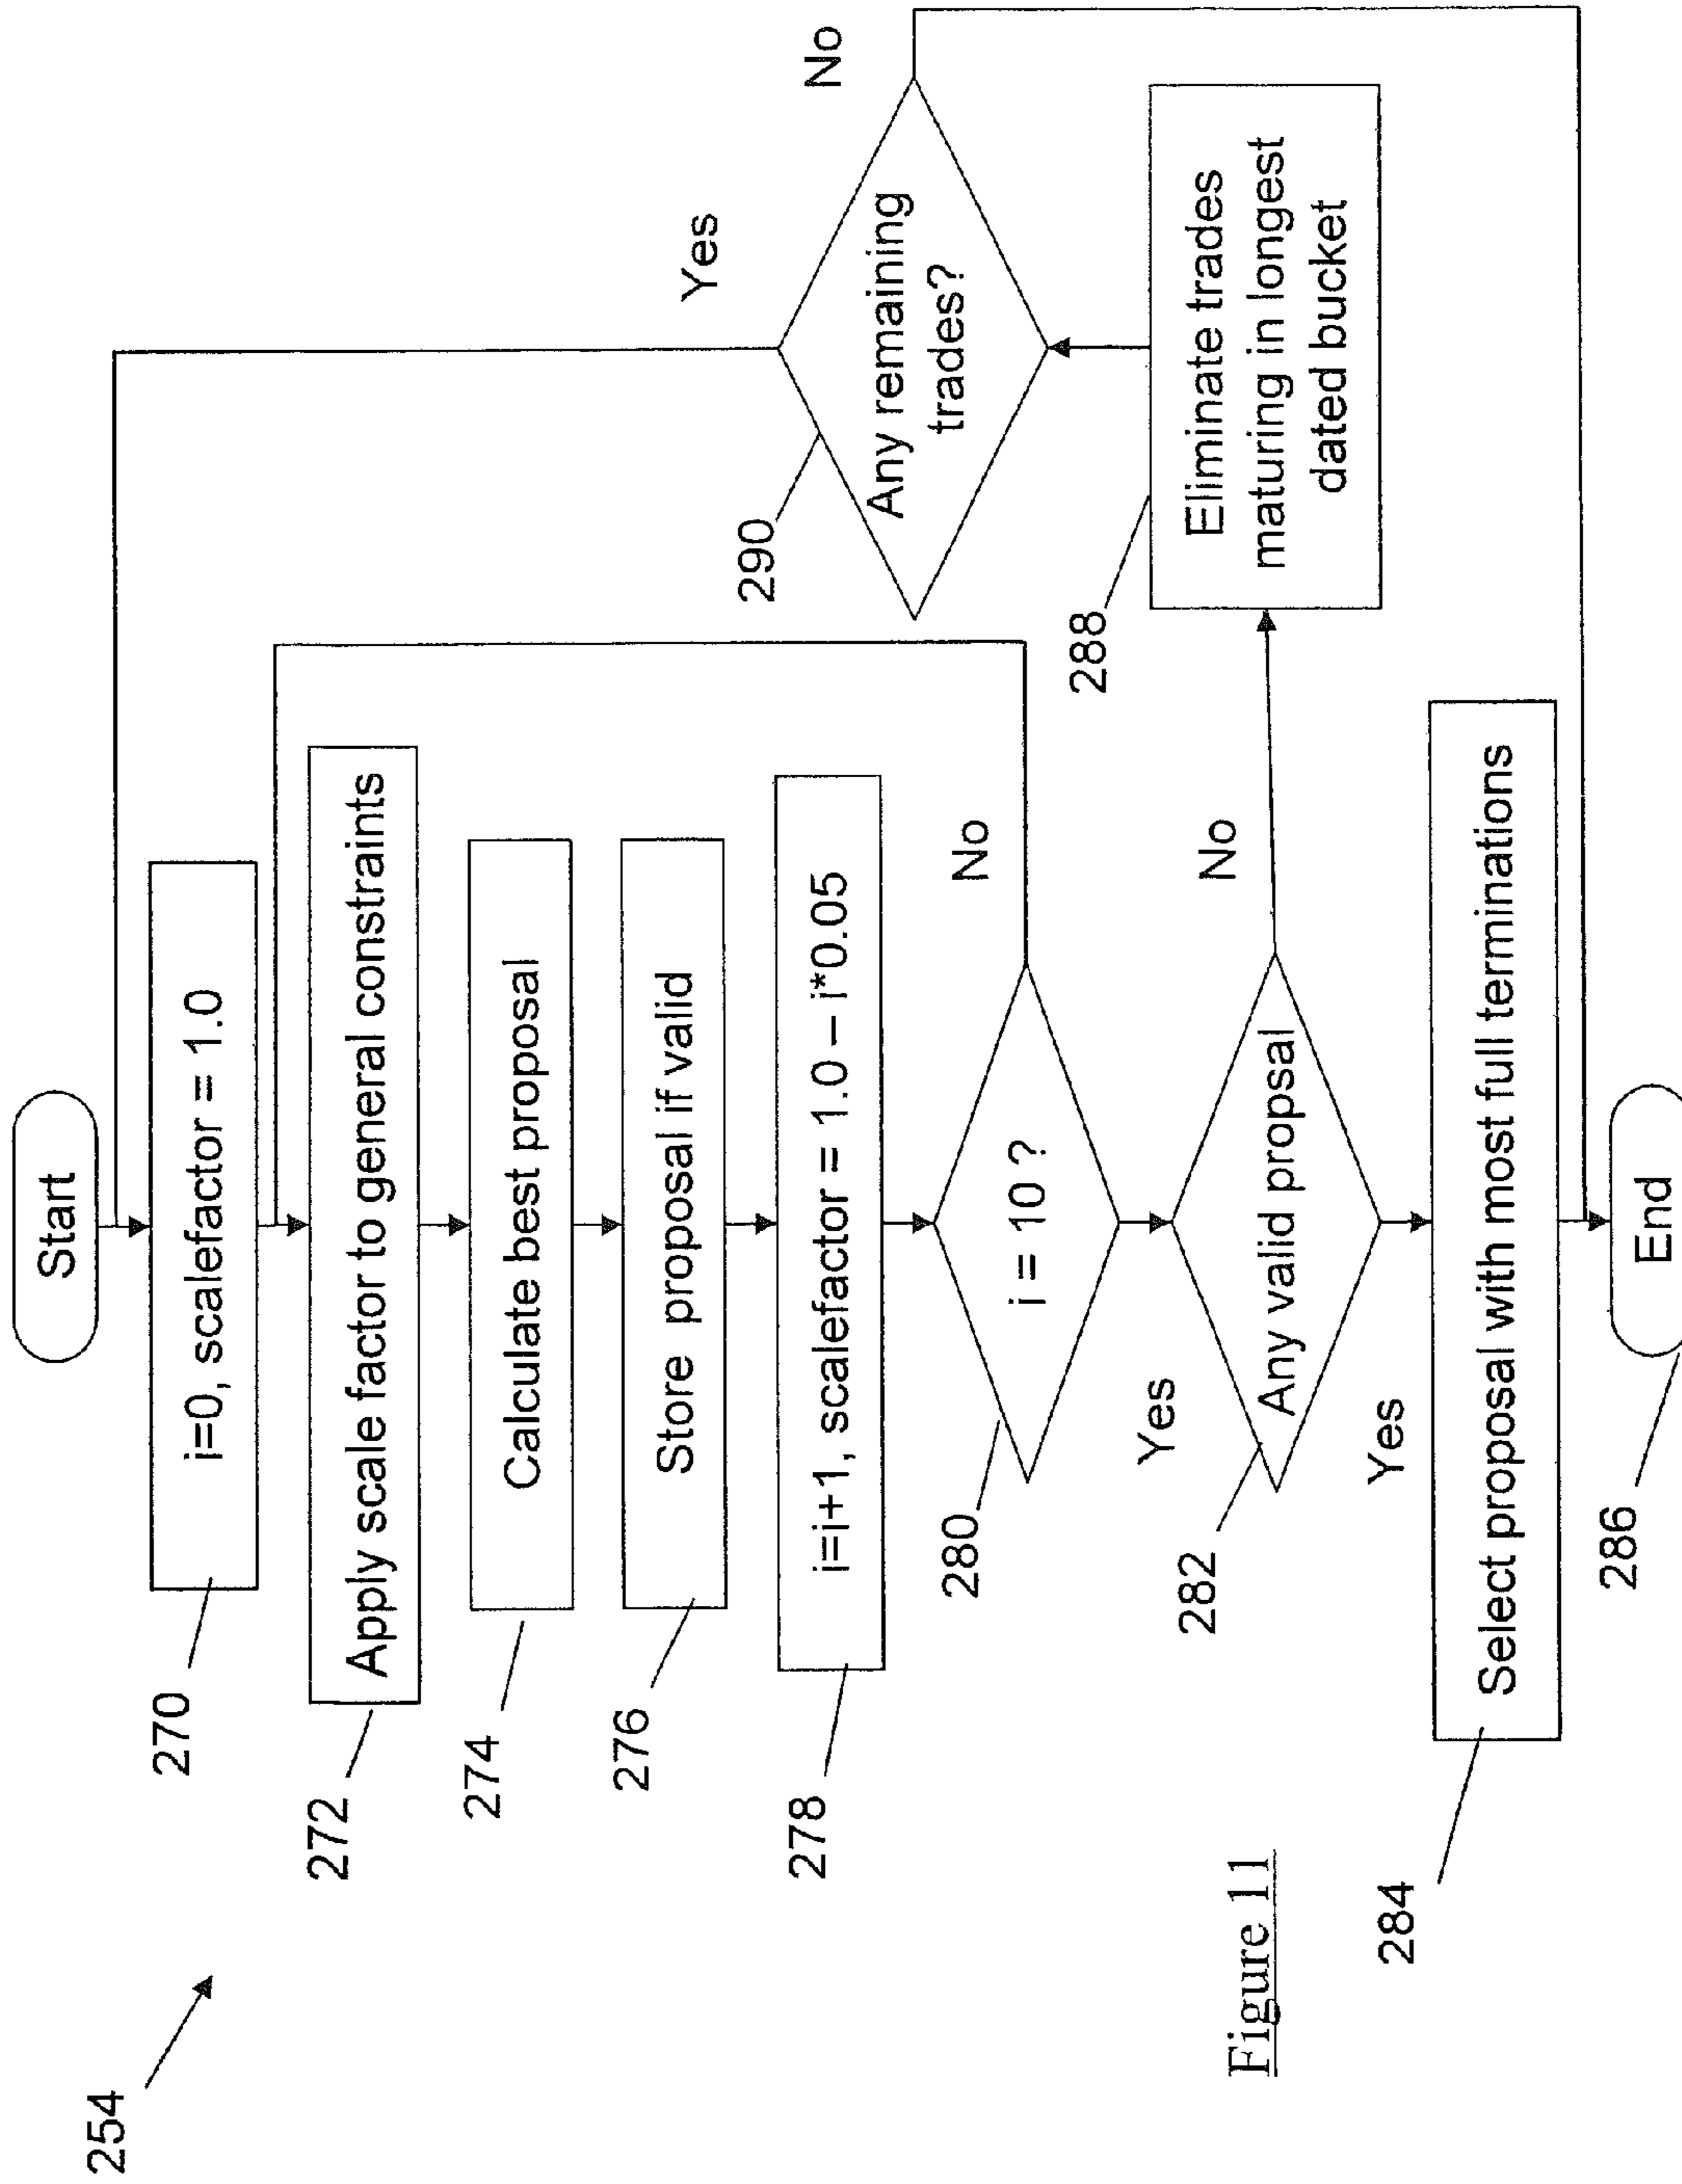 254
Start
270
i=0, scalefactor = 1.0
272
Apply scale factor to general constraints
274
Calculate best proposal
276
Store proposal if valid
278
i=i+1, scalefactor = 1.0 – i*0.05
280
i = 10 ?
No
Yes
282
Any valid propsal
No
Yes
284
Select proposal with most full terminations
286
End
288
Eliminate trades
maturing in longest
dated bucket
290
Any remaining
trades?
Yes
No
Figure 11